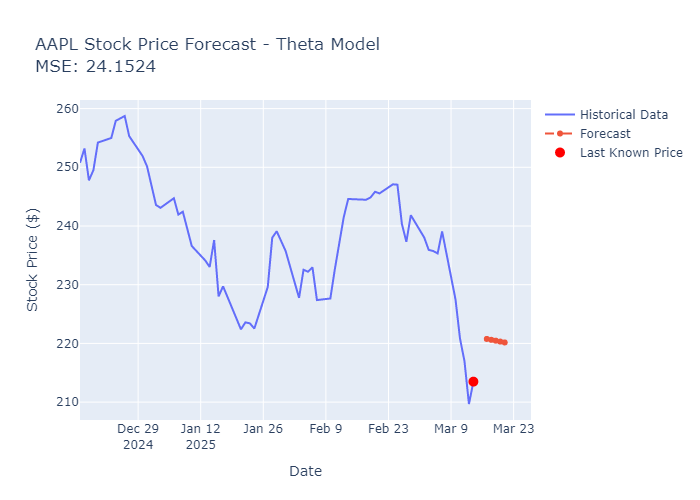 AAPL Stock Price Forecast - Theta Model
MSE: 24.1524
Historical Data
Forecast
Last Known Price
Stock Price ($)
260
250
240
230
220
210
Dec 29
2024
Jan 12
2025
Jan 26
Feb 9
Feb 23
Mar 9
Mar 23
Date